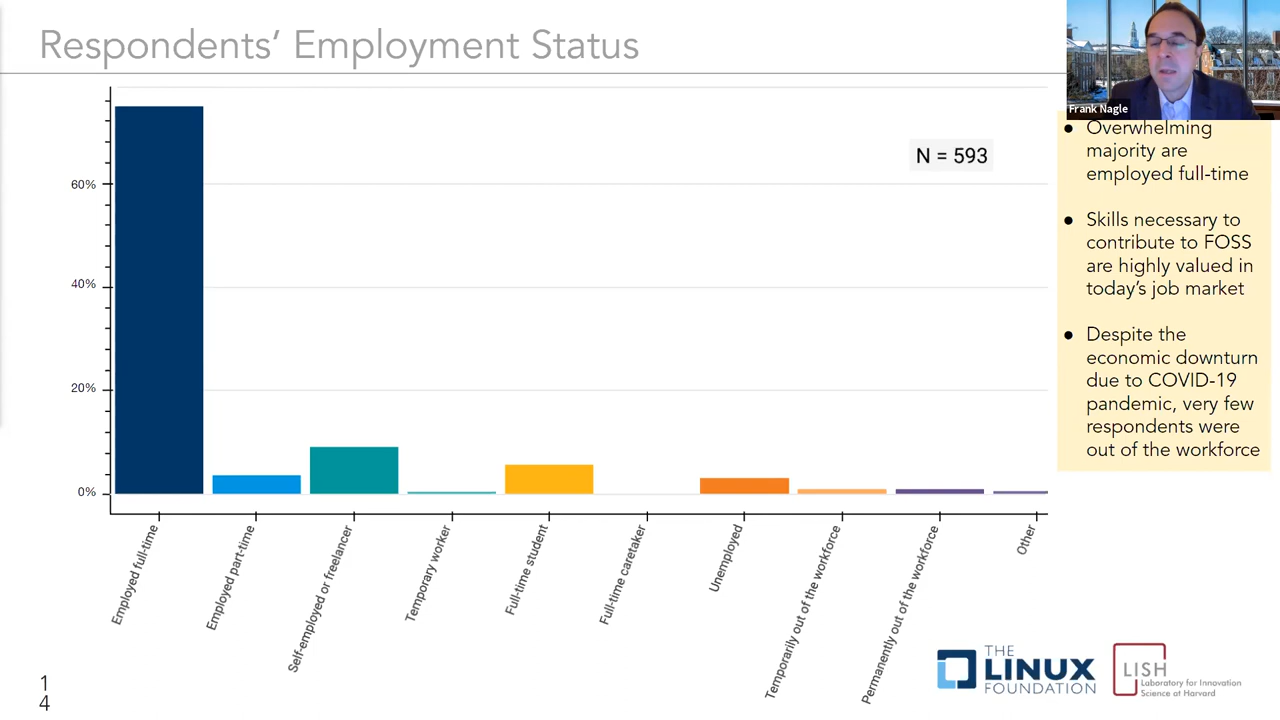 Respondents' Employment Status
Frank Nagle
N = 593
60%
40%
20%
0%
Employed full-time
Employed part-time
Self-employed or freelancer
Temporary worker
Full-time student
Full-time caretaker
Unemployed
Temporarily out of the workforce
Permanently out of the workforce
Other
● Overwhelming
majority are
employed full-time
● Skills necessary to
contribute to FOSS
are highly valued in
today's job market
● Despite the
economic downturn
due to COVID-19
pandemic, very few
respondents were
out of the workforce
1
4
THE
LINUX
FOUNDATION
LISH
Laboratory for Innovation
Science at Harvard